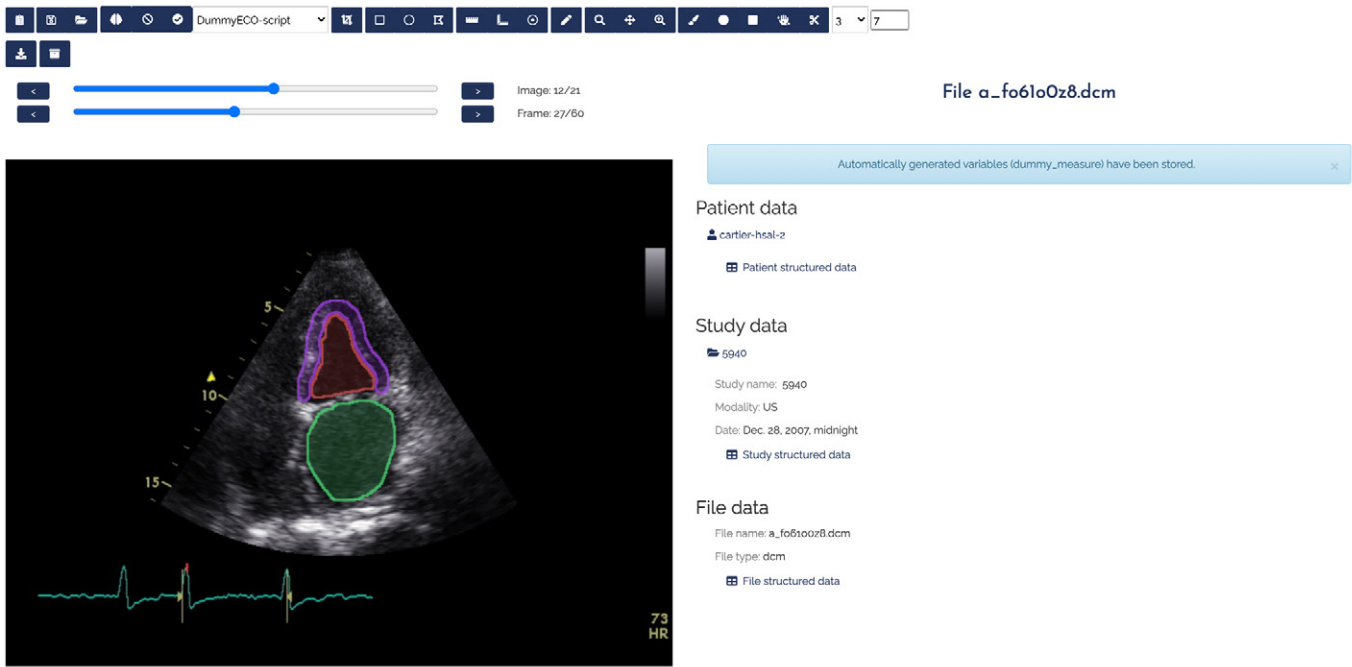 DummyECO-script 3 7
< > Image: 12/21
< > Frame: 27/60
File a_fo61o0z8.dcm
Automatically generated variables (dummy_measure) have been stored. ×
Patient data
cartier-hsal-2
Patient structured data
Study data
5940
Study name: 5940
Modality: US
Date: Dec. 28, 2007, midnight
Study structured data
File data
File name: a_fo61o0z8.dcm
File type: dcm
File structured data
5
10
15
73
HR